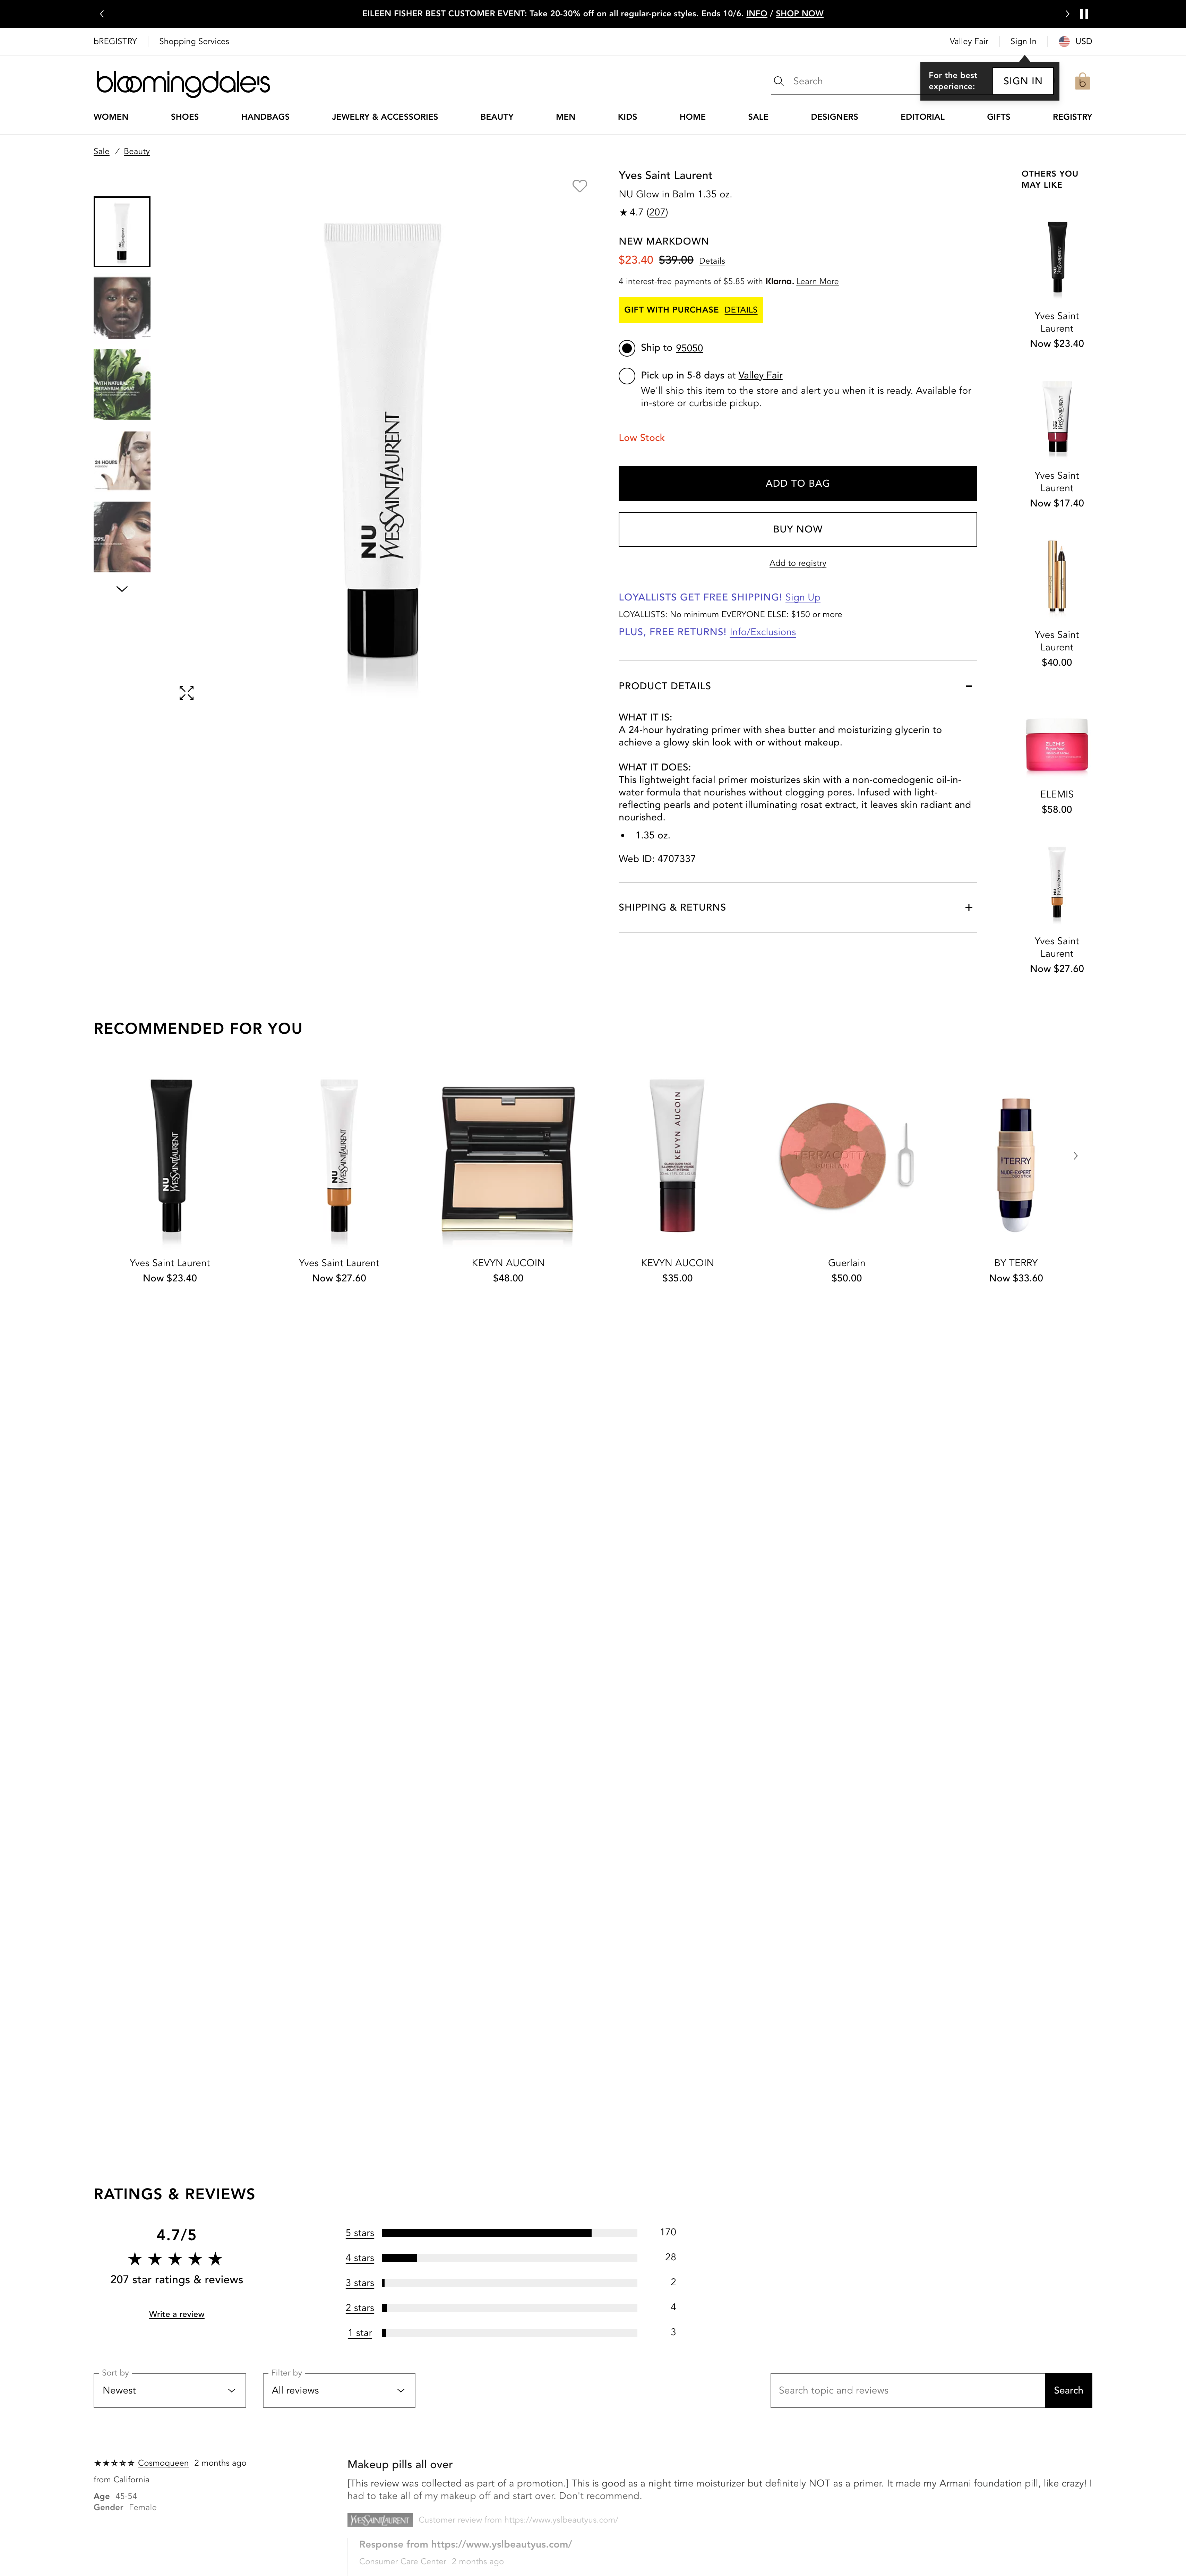 EILEEN FISHER BEST CUSTOMER EVENT: Take 20-30% off on all regular-price styles. Ends 10/6. INFO / SHOP NOW
bREGISTRY
Shopping Services
Valley Fair
Sign In
USD
bloomingdale's
Search
For the best experience:
SIGN IN
b
WOMEN
SHOES
HANDBAGS
JEWELRY & ACCESSORIES
BEAUTY
MEN
KIDS
HOME
SALE
DESIGNERS
EDITORIAL
GIFTS
REGISTRY
Sale / Beauty
24 HOURS
89%
NU
YVESSAINTLAURENT
Yves Saint Laurent
NU Glow in Balm 1.35 oz.
★ 4.7 (207)
NEW MARKDOWN
$23.40 $39.00 Details
4 interest-free payments of $5.85 with Klarna. Learn More
GIFT WITH PURCHASE DETAILS
Ship to 95050
Pick up in 5-8 days at Valley Fair
We'll ship this item to the store and alert you when it is ready. Available for
in-store or curbside pickup.
Low Stock
ADD TO BAG
BUY NOW
Add to registry
LOYALLISTS GET FREE SHIPPING! Sign Up
LOYALLISTS: No minimum EVERYONE ELSE: $150 or more
PLUS, FREE RETURNS! Info/Exclusions
PRODUCT DETAILS
WHAT IT IS:
A 24-hour hydrating primer with shea butter and moisturizing glycerin to
achieve a glowy skin look with or without makeup.
WHAT IT DOES:
This lightweight facial primer moisturizes skin with a non-comedogenic oil-in-
water formula that nourishes without clogging pores. Infused with light-
reflecting pearls and potent illuminating rosat extract, it leaves skin radiant and
nourished.
• 1.35 oz.
Web ID: 4707337
SHIPPING & RETURNS
OTHERS YOU
MAY LIKE
Yves Saint
Laurent
Now $23.40
Yves Saint
Laurent
Now $17.40
Yves Saint
Laurent
$40.00
ELEMIS
ELEMIS
$58.00
Yves Saint
Laurent
Now $27.60
RECOMMENDED FOR YOU
NU
YVESSAINTLAURENT
Yves Saint Laurent
Now $23.40
NU
YVESSAINTLAURENT
Yves Saint Laurent
Now $27.60
KEVYN AUCOIN
$48.00
KEVYN AUCOIN
KEVYN AUCOIN
$35.00
TERRACOTTA
Guerlain
$50.00
BY TERRY
NUDE-EXPERT
BY TERRY
Now $33.60
RATINGS & REVIEWS
4.7/5
★★★★★
207 star ratings & reviews
Write a review
5 stars 170
4 stars 28
3 stars 2
2 stars 4
1 star 3
Sort by
Newest
Filter by
All reviews
Search topic and reviews
Search
Cosmoqueen 2 months ago
from California
Age 45-54
Gender Female
Makeup pills all over
[This review was collected as part of a promotion.] This is good as a night time moisturizer but definitely NOT as a primer. It made my Armani foundation pill, like crazy! I
had to take all of my makeup off and start over. Don't recommend.
YVESSAINTLAURENT Customer review from https://www.yslbeautyus.com/
Response from https://www.yslbeautyus.com/
Consumer Care Center 2 months ago